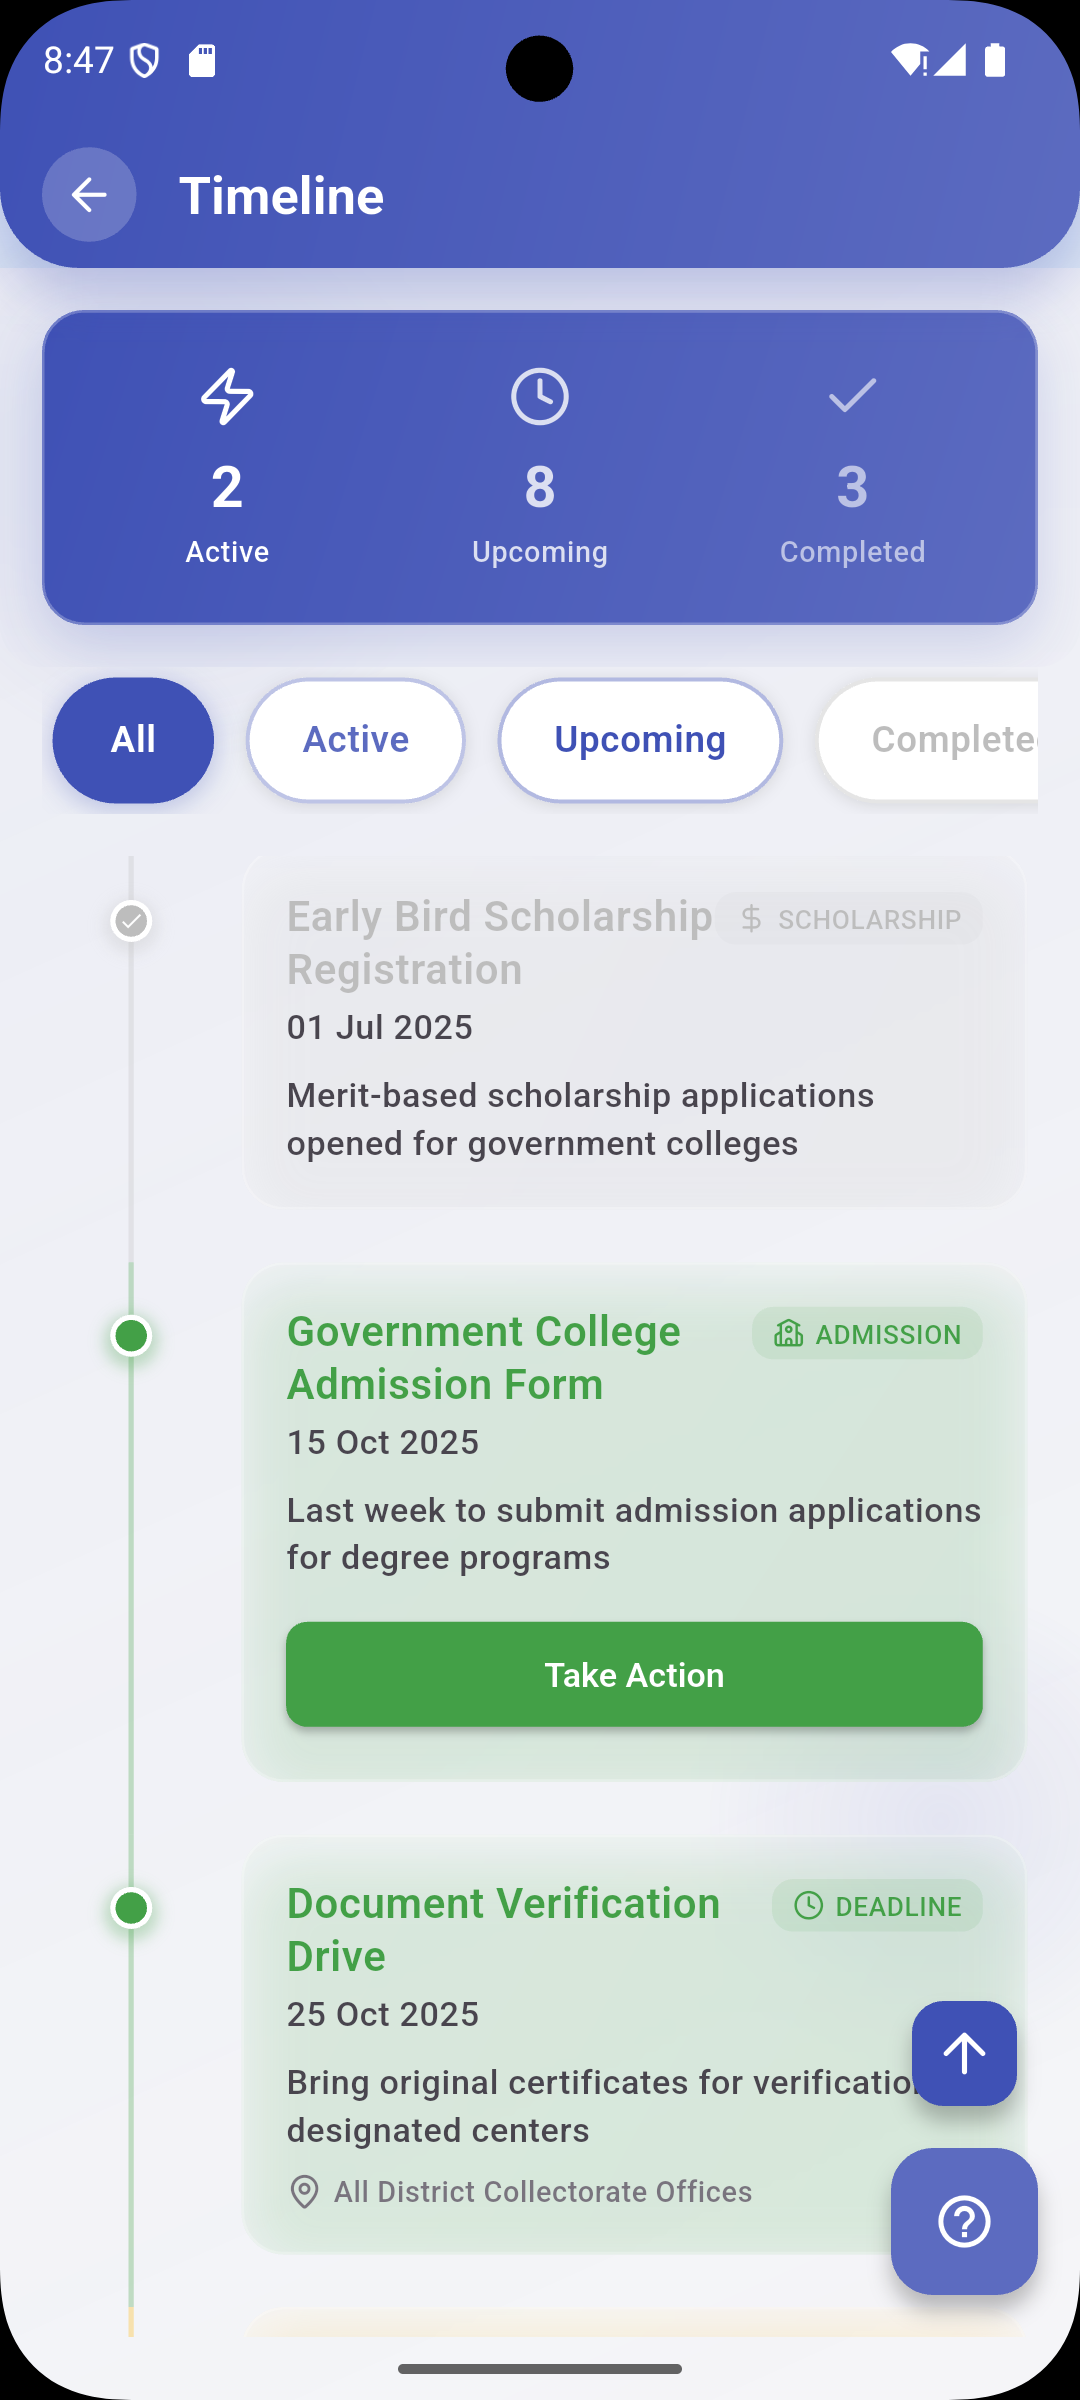 8:47
Timeline
2
8
3
Active
Upcoming
Completed
All
Active
Upcoming
Complete
Early Bird Scholarship
SCHOLARSHIP
Registration
01 Jul 2025
Merit-based scholarship applications
opened for government colleges
Government College
ADMISSION
Admission Form
15 Oct 2025
Last week to submit admission applications
for degree programs
Take Action
Document Verification
DEADLINE
Drive
25 Oct 2025
Bring original certificates for verificatio
designated centers
All District Collectorate Offices